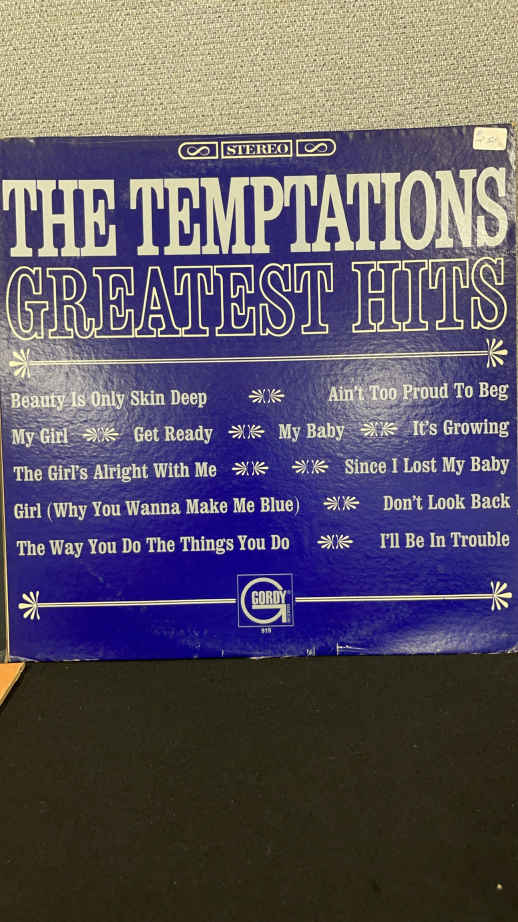 STEREO
THE TEMPTATIONS
GREATEST HITS
Beauty Is Only Skin Deep Ain't Too Proud To Beg
My Girl Get Ready My Baby It's Growing
The Girl's Alright With Me Since I Lost My Baby
Girl (Why You Wanna Make Me Blue) Don't Look Back
The Way You Do The Things You Do I'll Be In Trouble
GORDY
919